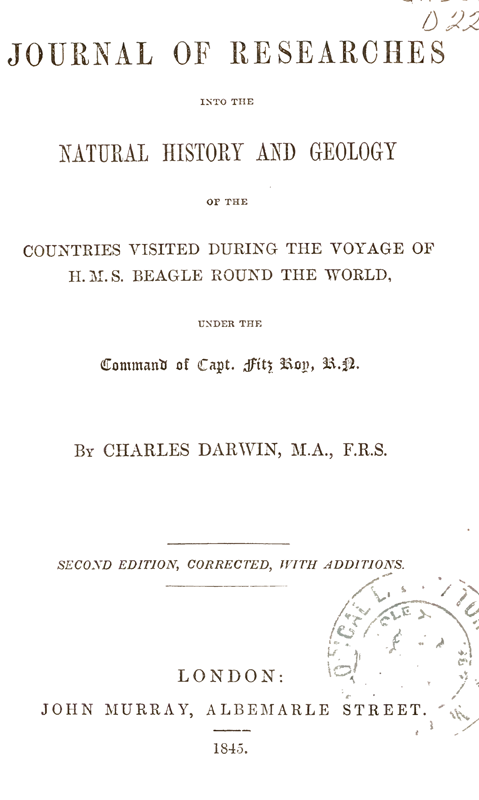 D 22
JOURNAL OF RESEARCHES
INTO THE
NATURAL HISTORY AND GEOLOGY
OF THE
COUNTRIES VISITED DURING THE VOYAGE OF
H.M.S. BEAGLE ROUND THE WORLD,
UNDER THE
Command of Capt. Fitz Roy, R.N.
By CHARLES DARWIN, M.A., F.R.S.
SECOND EDITION, CORRECTED, WITH ADDITIONS.
LONDON:
JOHN MURRAY, ALBEMARLE STREET.
1845.